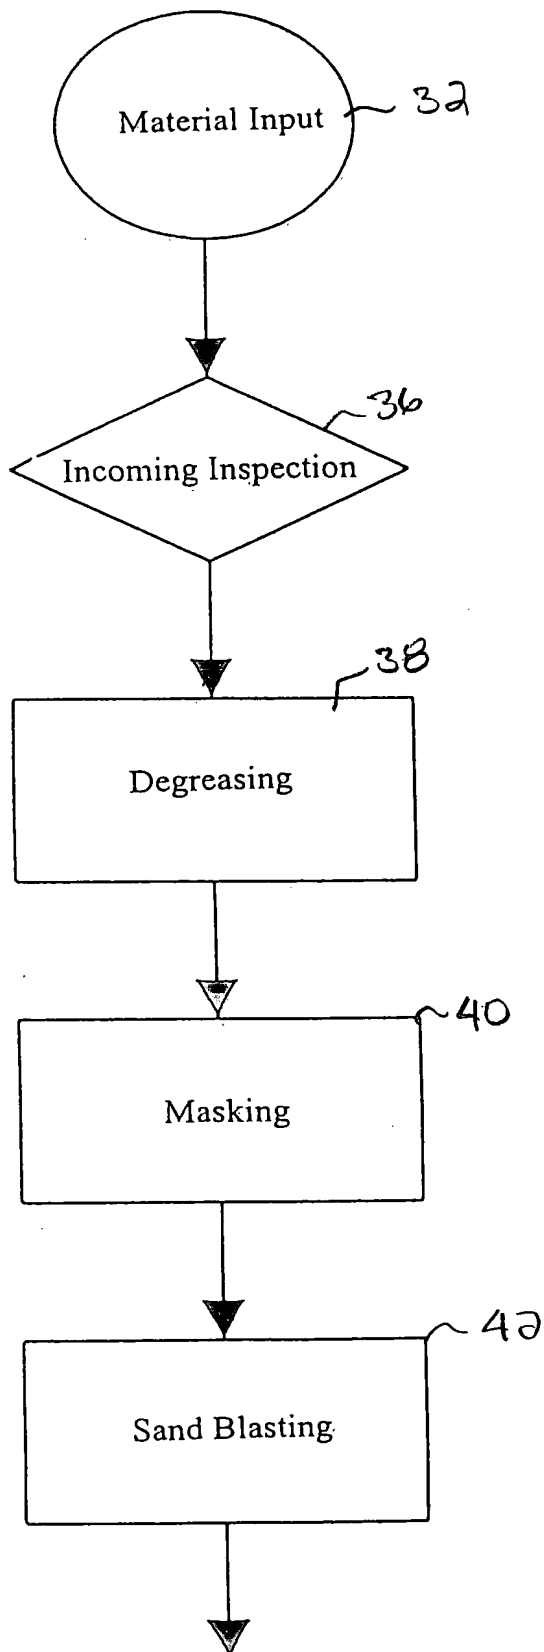 Material Input 32
36
Incoming Inspection
38
Degreasing
40
Masking
42
Sand Blasting